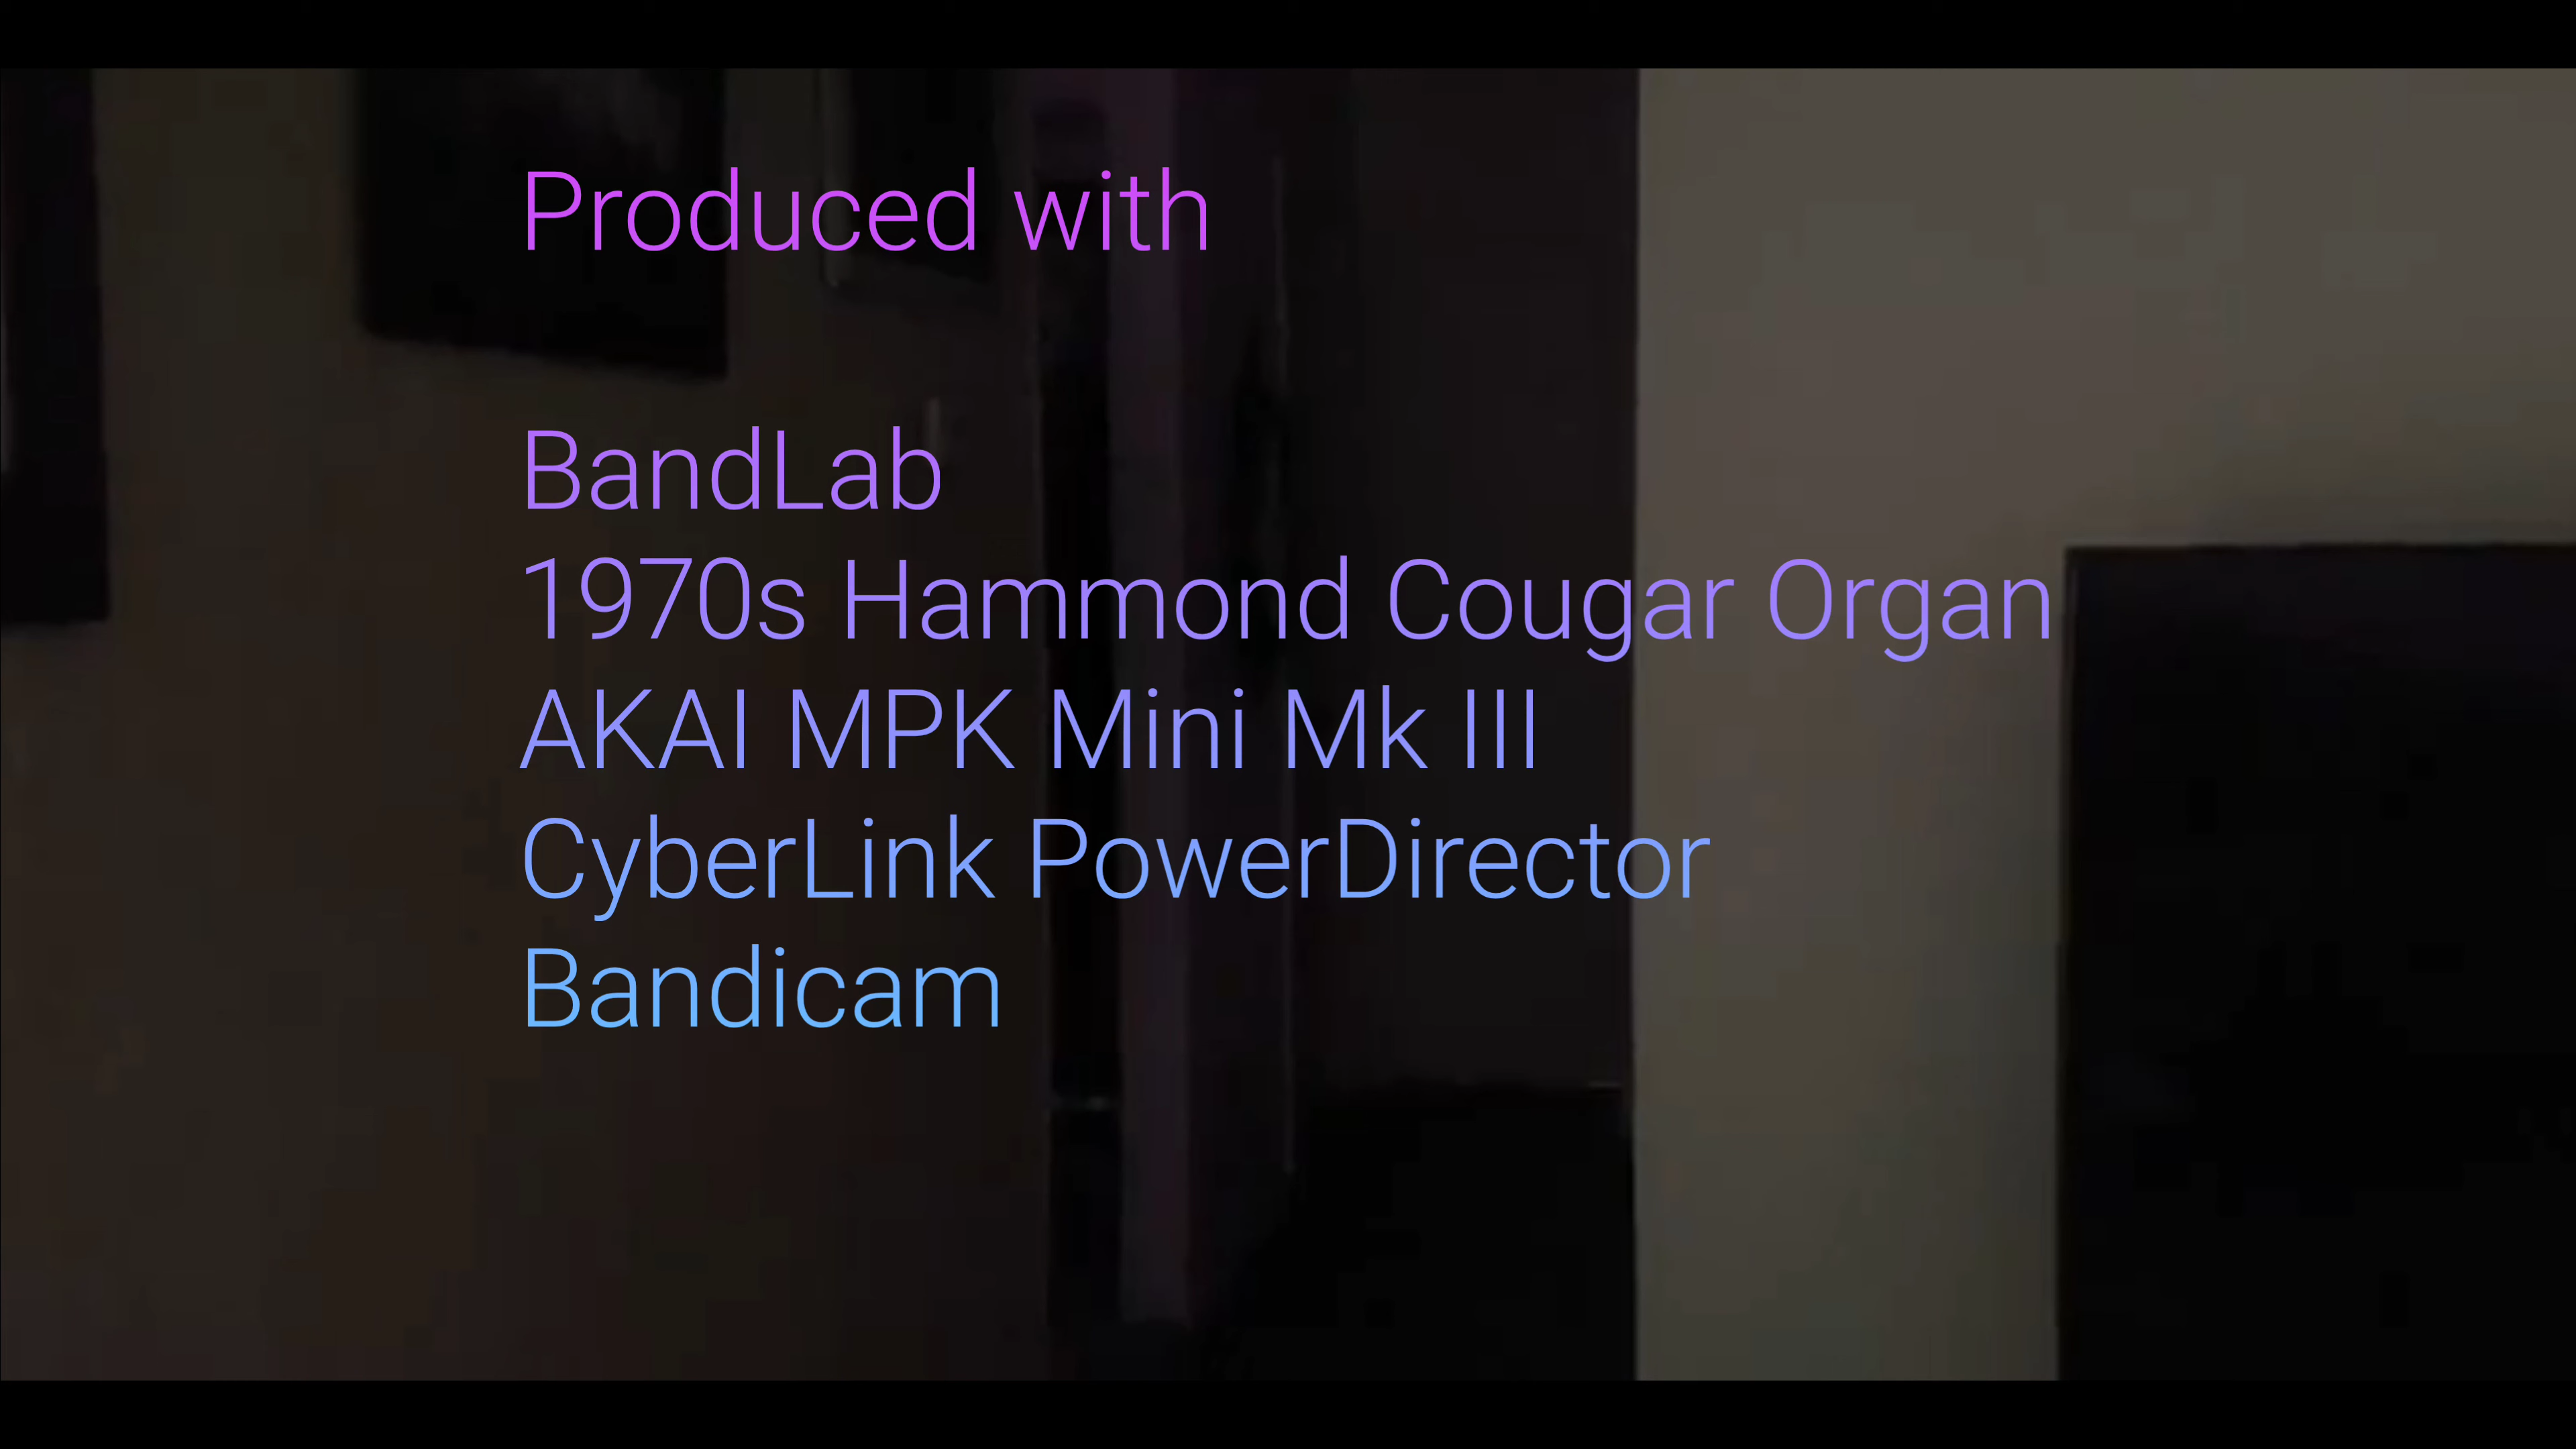 Produced with
BandLab
1970s Hammond Cougar Organ
AKAI MPK Mini Mk III
CyberLink PowerDirector
Bandicam